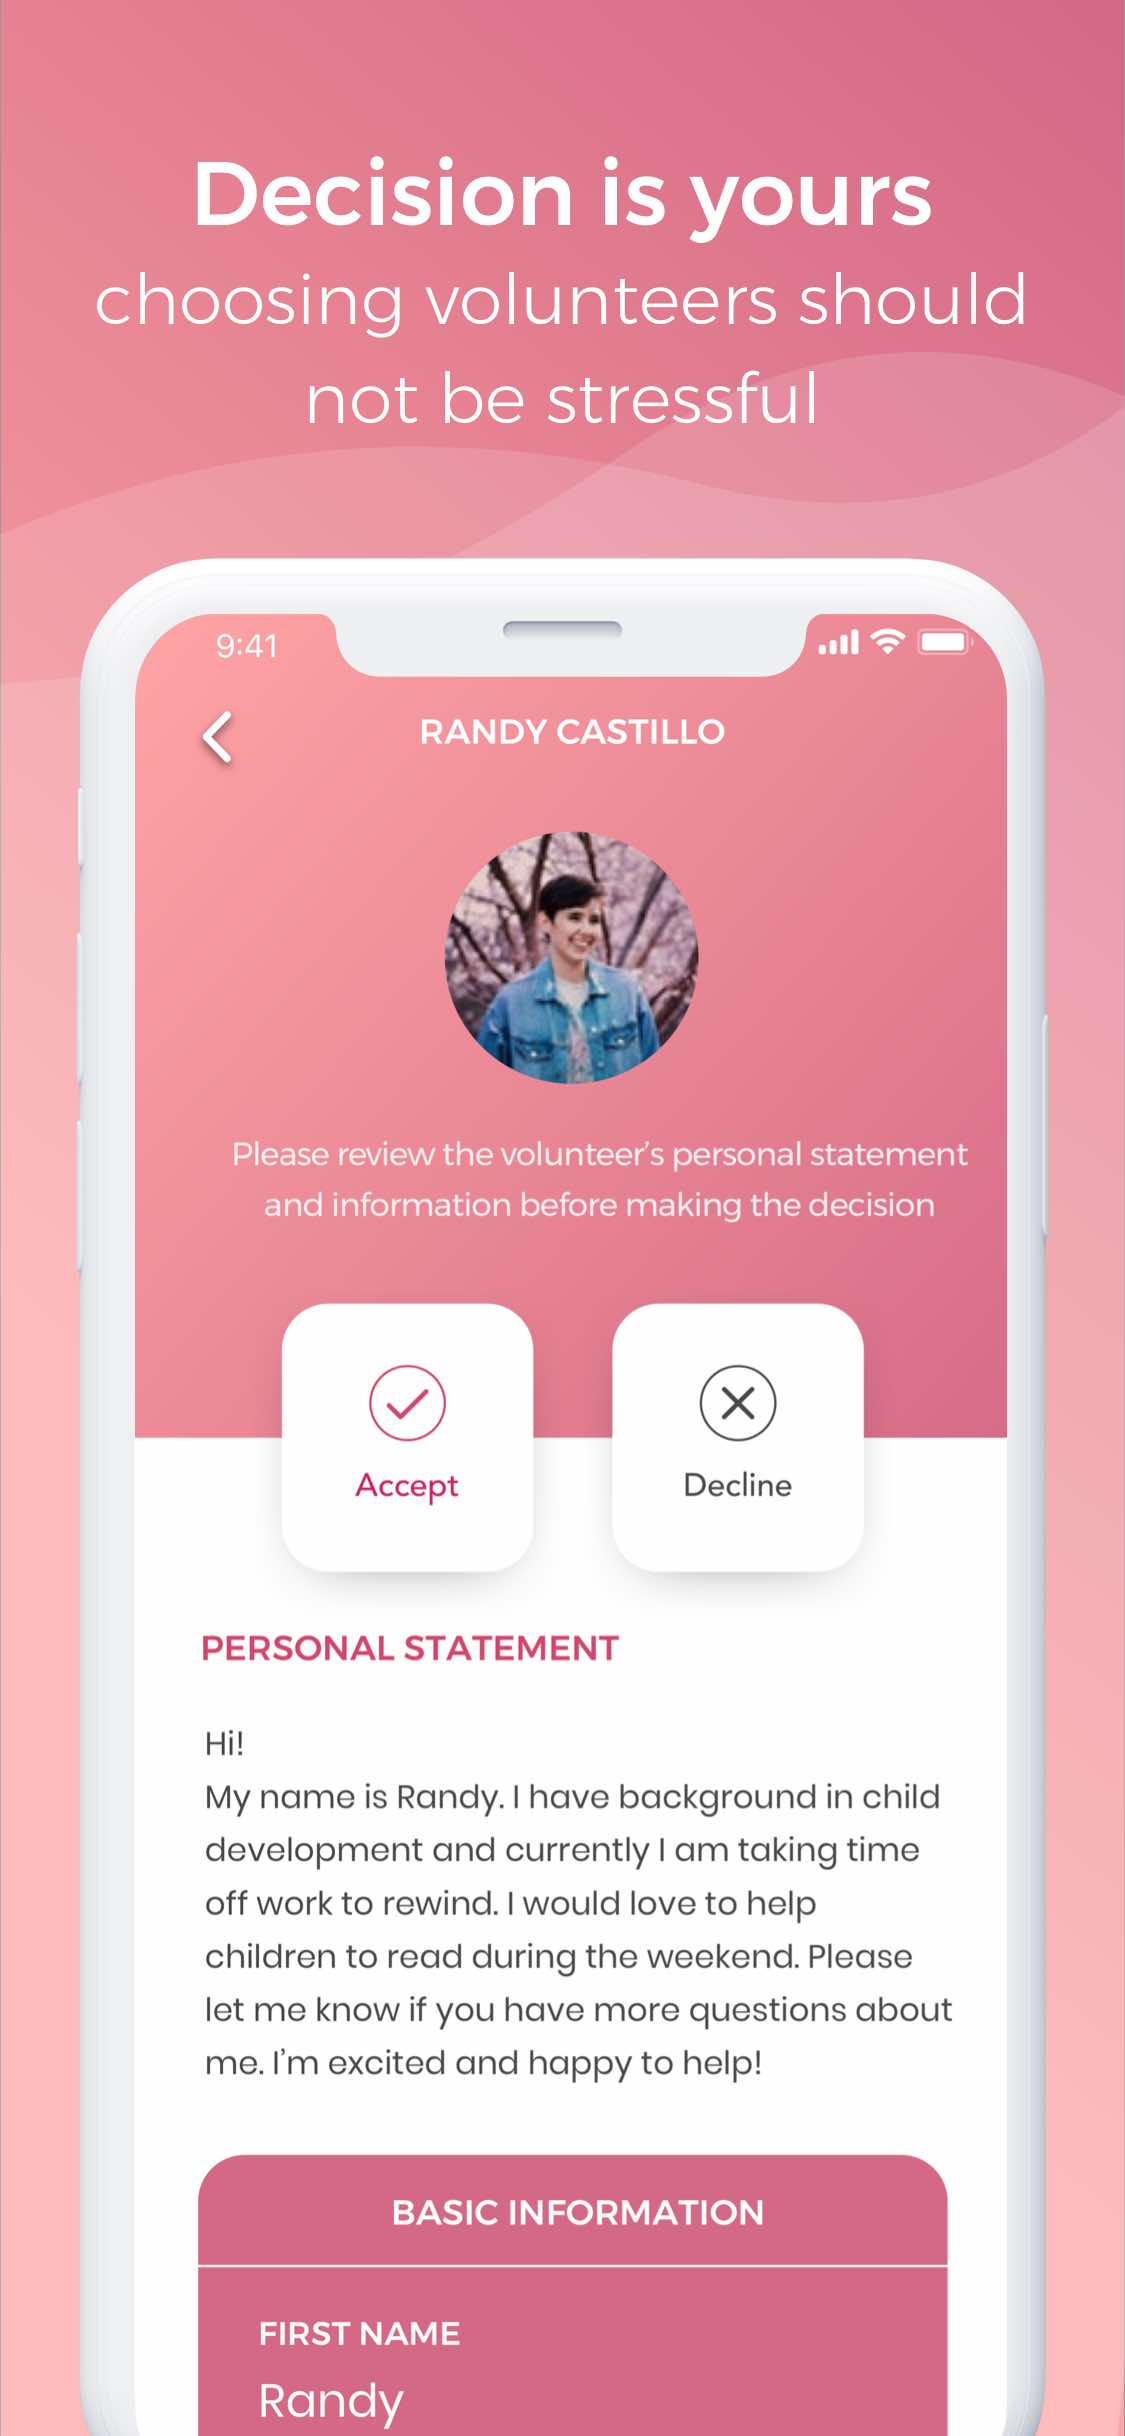 Decision is yours
choosing volunteers should
not be stressful
9:41
RANDY CASTILLO
Please review the volunteer’s personal statement
and information before making the decision
Accept
Decline
PERSONAL STATEMENT
Hi!
My name is Randy. I have background in child
development and currently I am taking time
off work to rewind. I would love to help
children to read during the weekend. Please
let me know if you have more questions about
me. I’m excited and happy to help!
BASIC INFORMATION
FIRST NAME
Randy